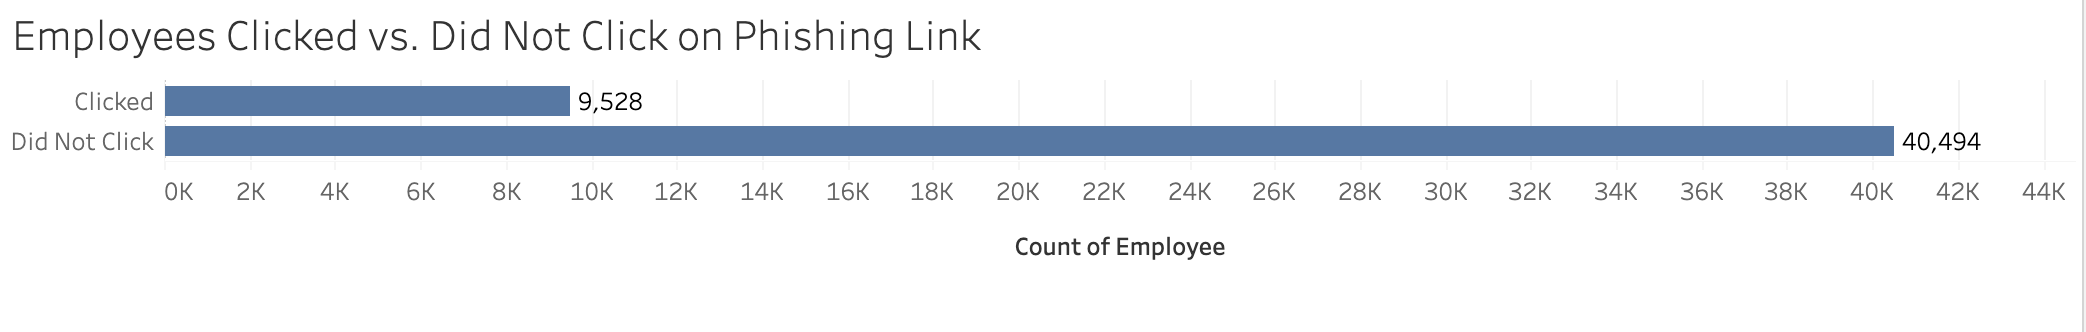 Employees Clicked vs. Did Not Click on Phishing Link
Clicked 9,528
Did Not Click 40,494
0K 2K 4K 6K 8K 10K 12K 14K 16K 18K 20K 22K 24K 26K 28K 30K 32K 34K 36K 38K 40K 42K 44K
Count of Employee